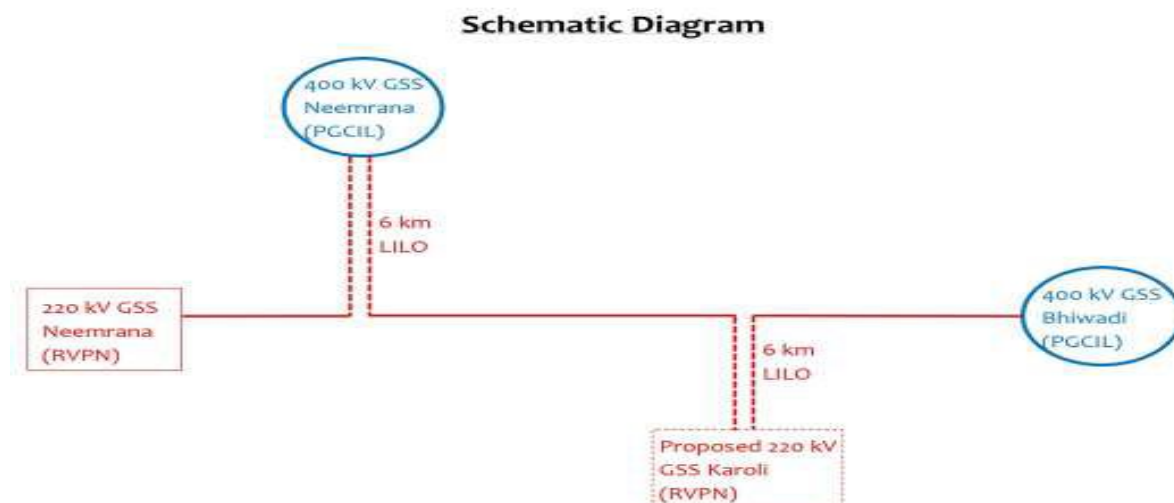 Schematic Diagram
400 kV GSS
Neemrana
(PGCIL)
6 km
LILO
220 kV GSS
Neemrana
(RVPN)
400 kV GSS
Bhiwadi
(PGCIL)
6 km
LILO
Proposed 220 kV
GSS Karoli
(RVPN)